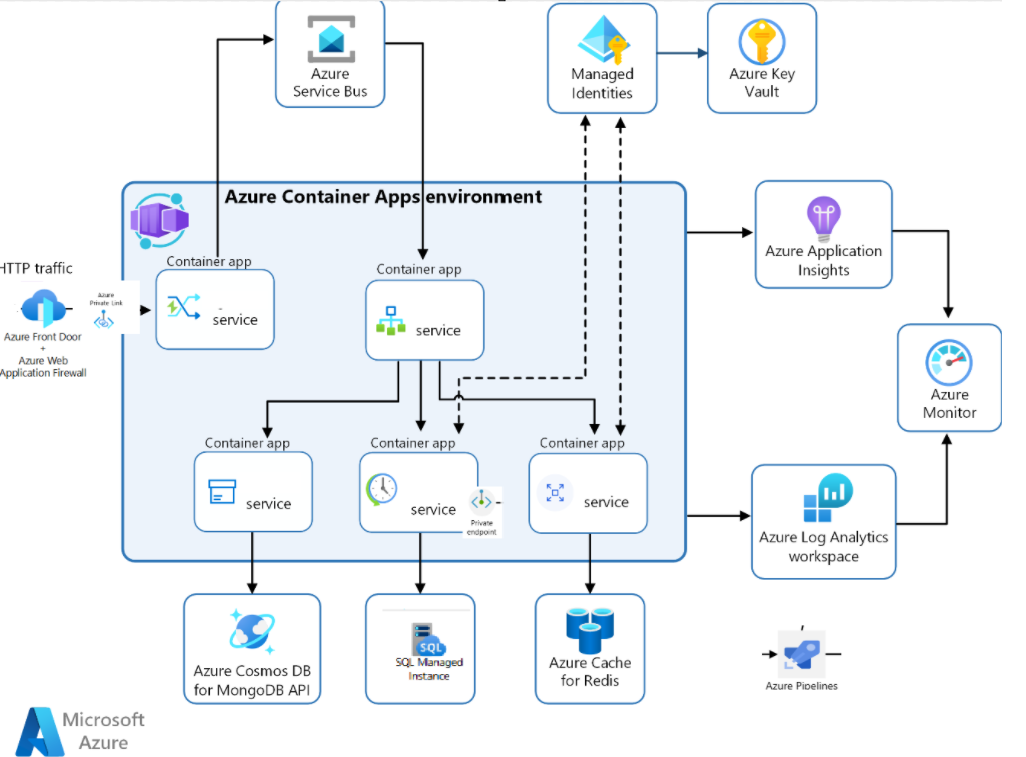 Azure
Service Bus
Managed
Identities
Azure Key
Vault
Azure Container Apps environment
HTTP traffic
Azure
Private Link
Azure Front Door
+
Azure Web
Application Firewall
Container app
service
Container app
service
Azure Application
Insights
Azure
Monitor
Container app
service
Container app
service
Private
endpoint
Container app
service
Azure Log Analytics
workspace
Azure Cosmos DB
for MongoDB API
SQL
SQL Managed
Instance
Azure Cache
for Redis
Azure Pipelines
Microsoft
Azure